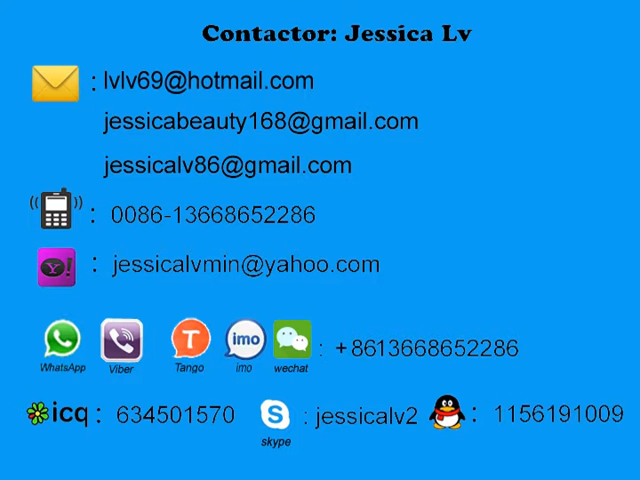 Contactor: Jessica Lv
: lvlv69@hotmail.com
jessicabeauty168@gmail.com
jessicalv86@gmail.com
: 0086-13668652286
Y! : jessicalvmin@yahoo.com
T imo : +8613668652286
WhatsApp Viber Tango imo wechat
icq : 634501570 S : jessicalv2 : 1156191009
skype